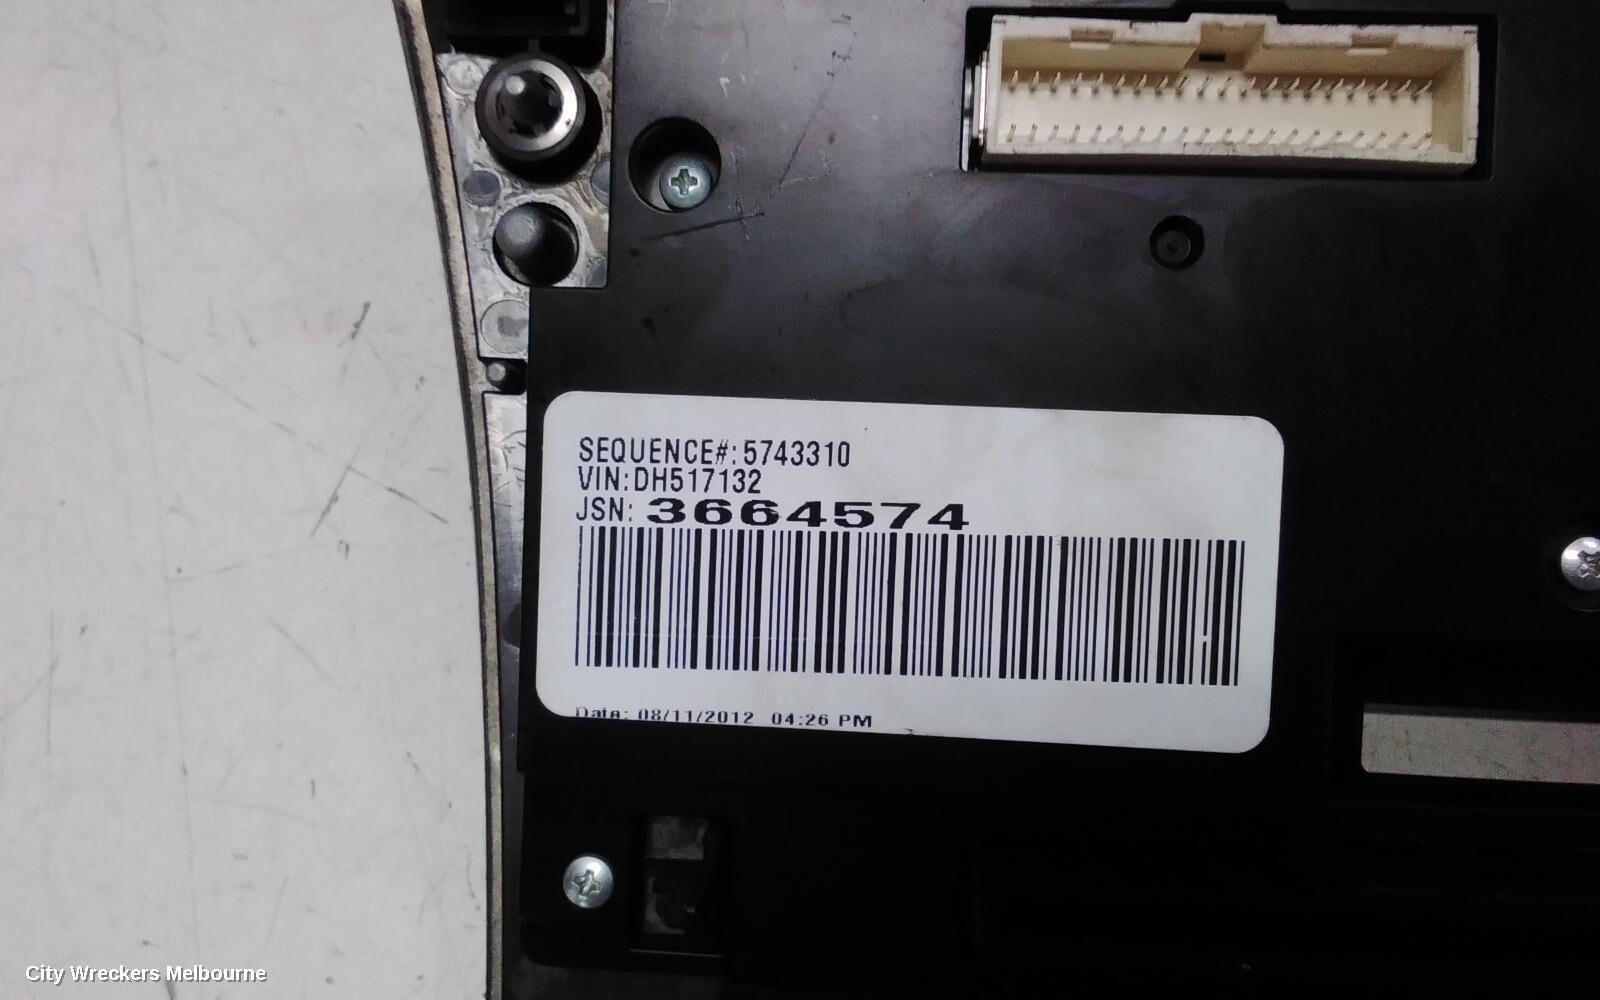 SEQUENCE#: 5743310
VIN: DH517132
JSN: 3664574
Date: 08/11/2012 04:26 PM
City Wreckers Melbourne